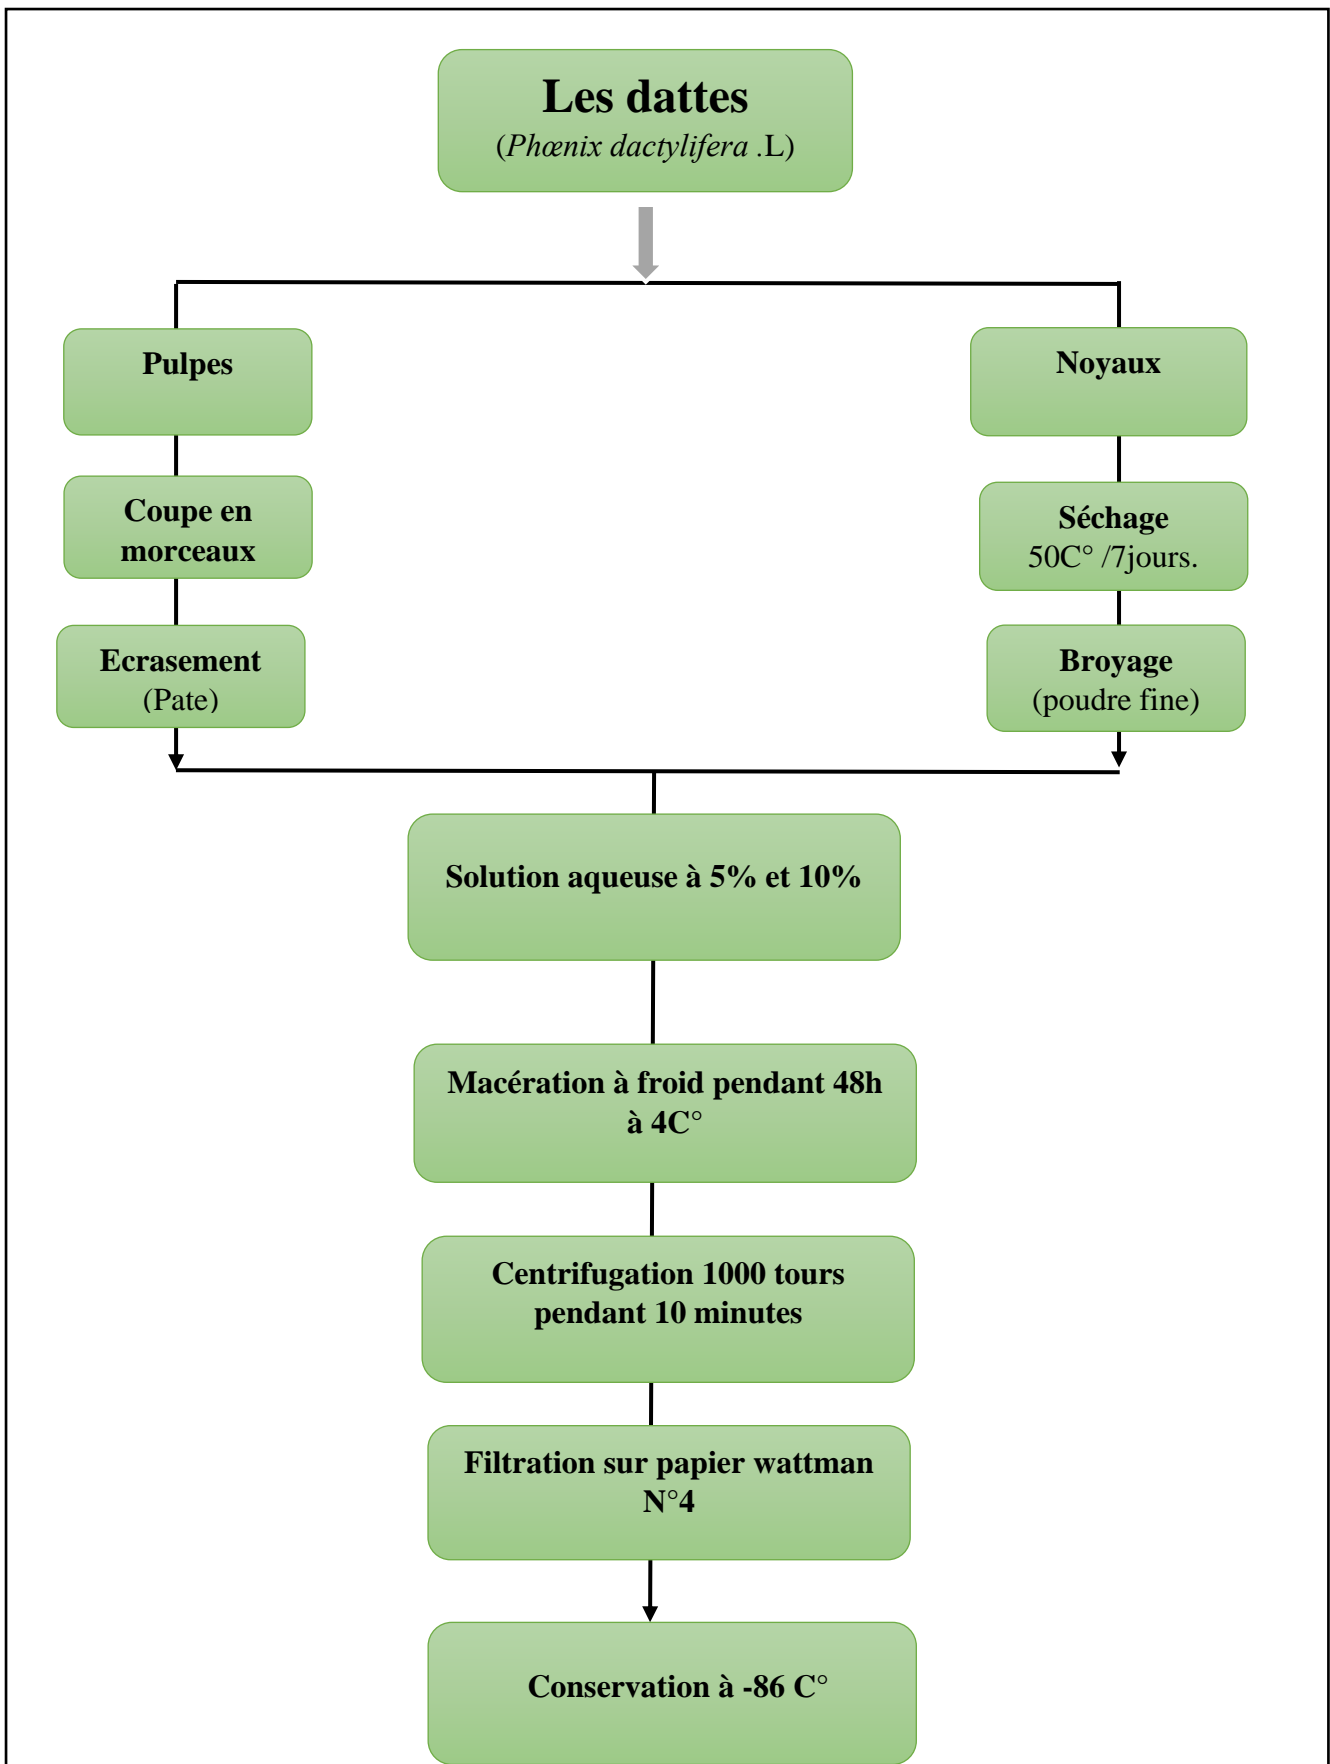 Les dattes
(Phœnix dactylifera .L)
Pulpes
Noyaux
Coupe en
morceaux
Séchage
50C° /7jours.
Ecrasement
(Pate)
Broyage
(poudre fine)
Solution aqueuse à 5% et 10%
Macération à froid pendant 48h
à 4C°
Centrifugation 1000 tours
pendant 10 minutes
Filtration sur papier wattman
N°4
Conservation à -86 C°